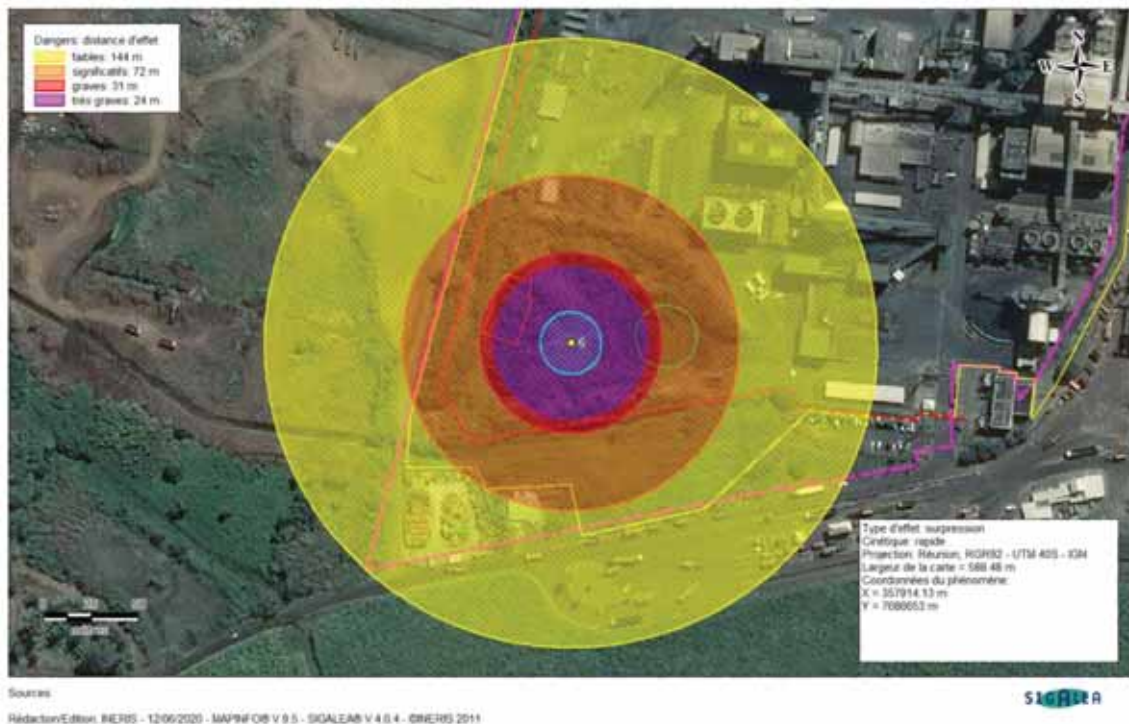 Dangers: distance d'effet
faibles: 144 m
significatifs: 72 m
graves: 31 m
très graves: 24 m
N
W E
S
6
mètres
Type d'effet: surpression
Cinétique: rapide
Projection: Réunion, RGR92 - UTM 40S - IGN
Largeur de la carte = 588.48 m
Coordonnées du phénomène:
X = 357914.13 m
Y = 7686653 m
Sources
SIGALEA
Rédaction/Edition: INERIS - 12/06/2020 - MAPINFO® V 9.5 - SIGALEA® V 4.0.4 - ©INERIS 2011